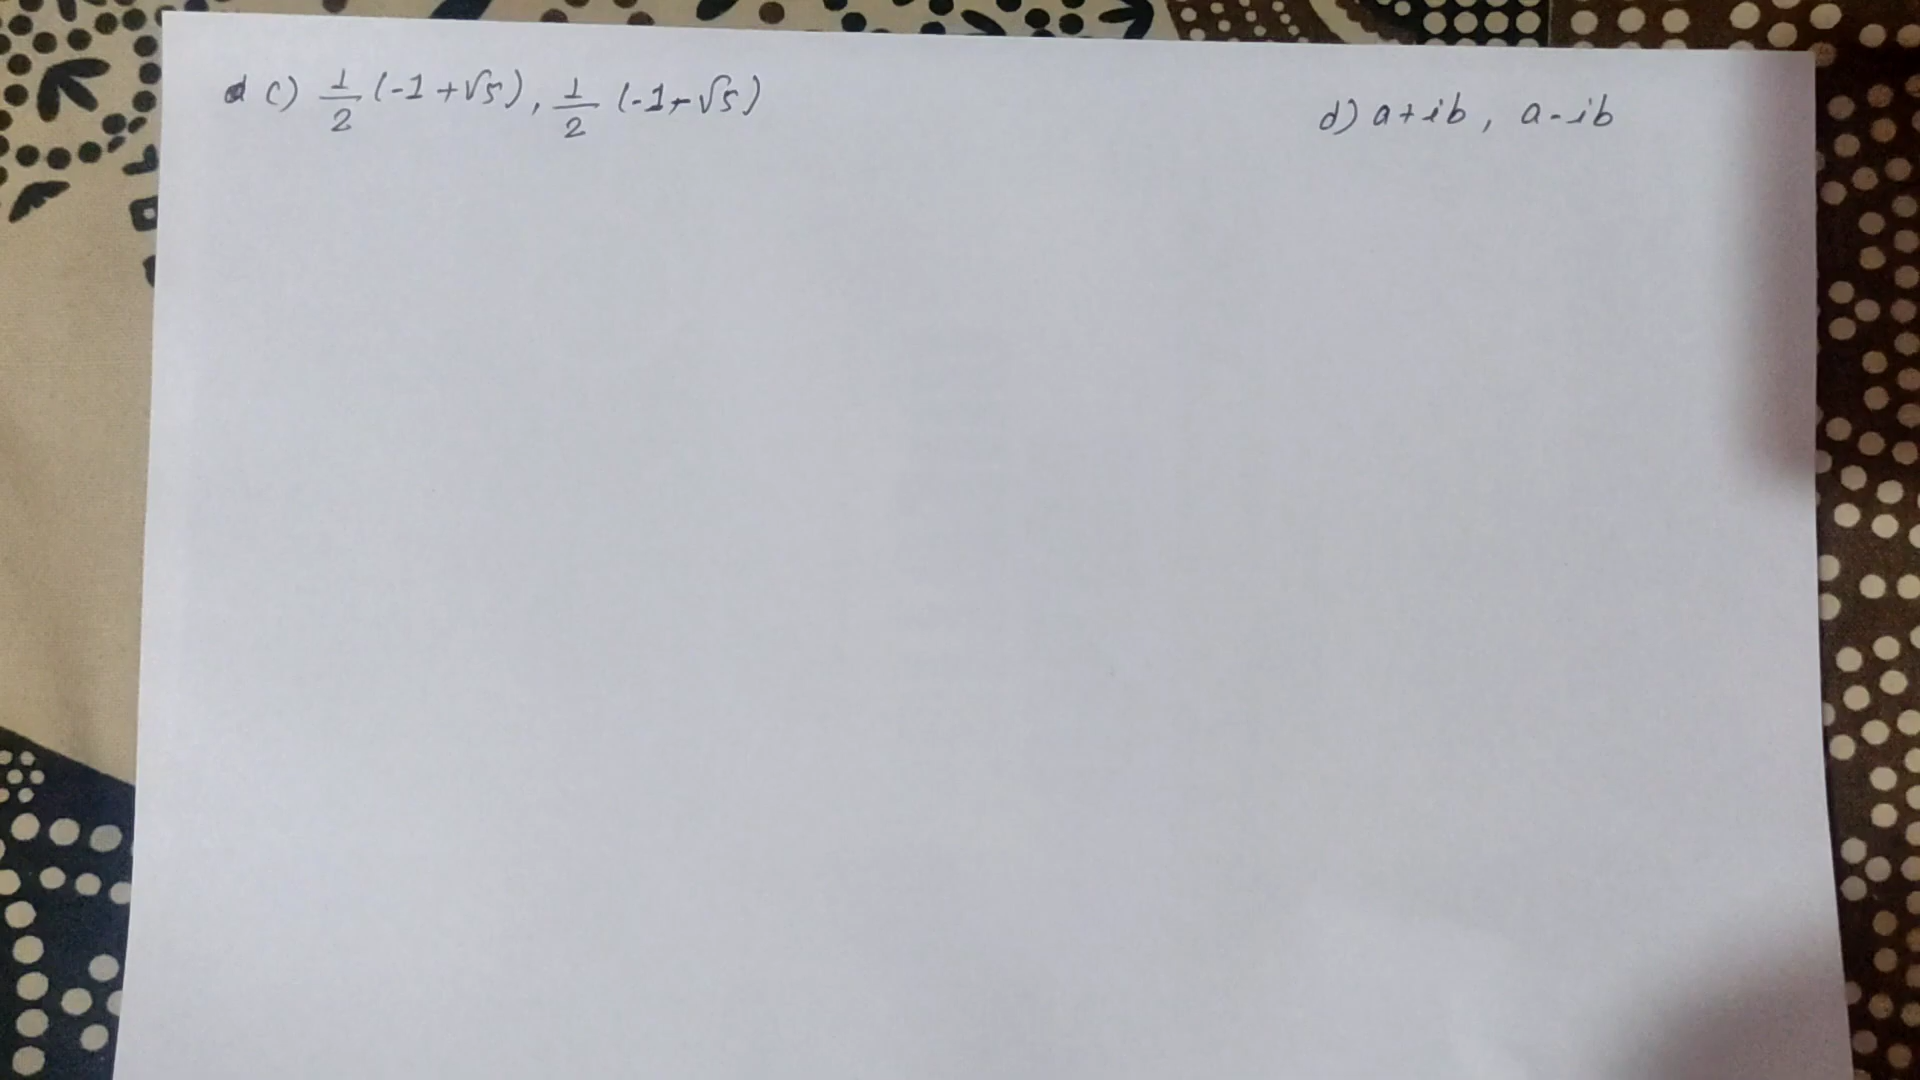 c) 1/2 (-1+√5), 1/2 (-1-√5)
d) a+ib, a-ib